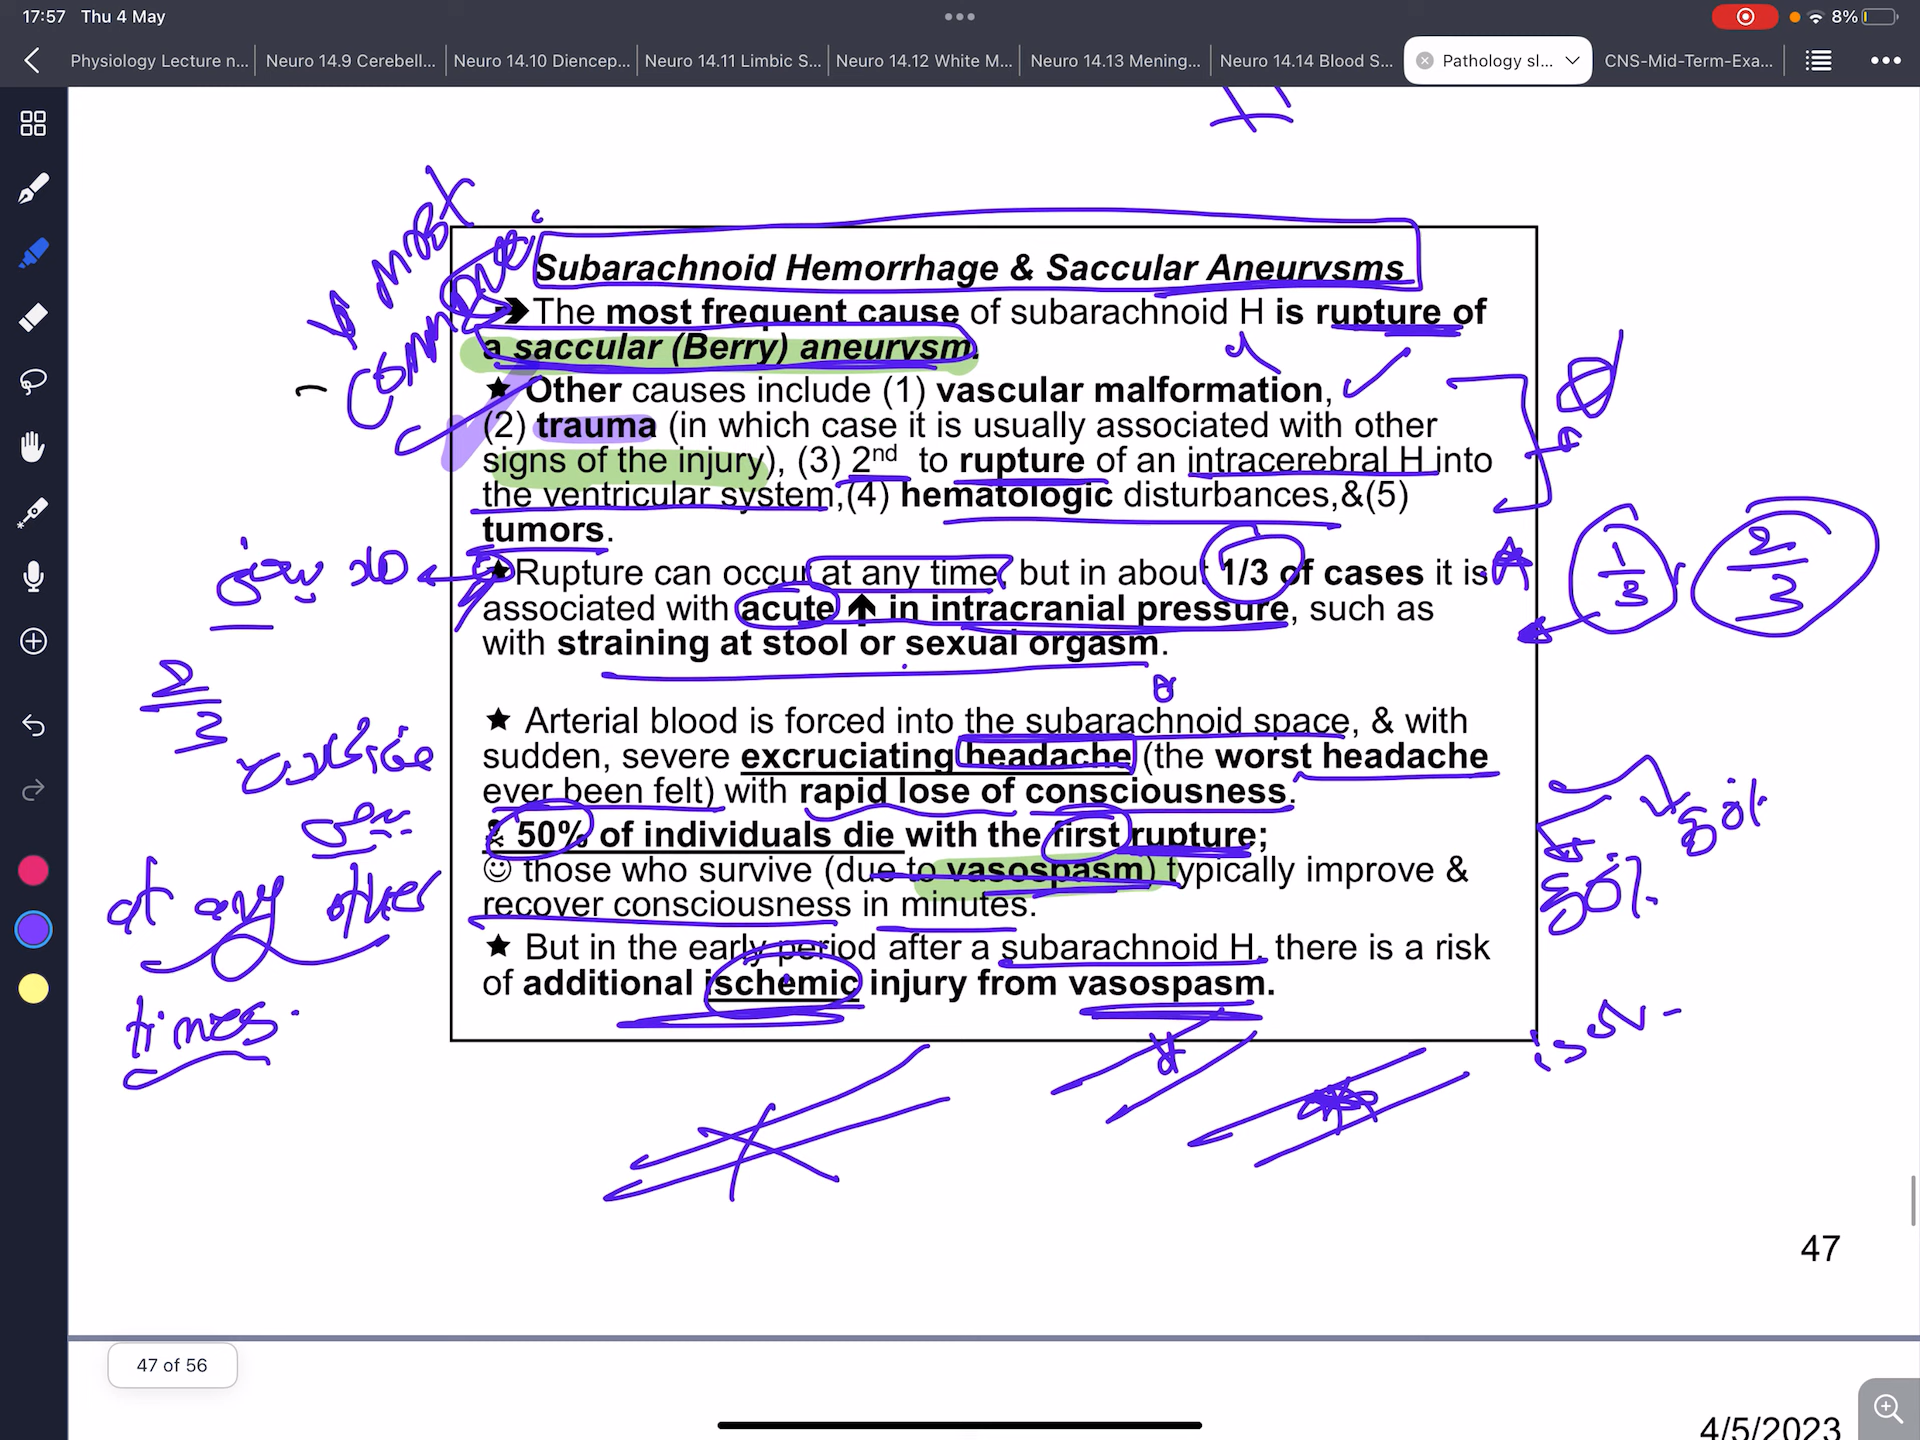 17:57 Thu 4 May
8%
Physiology Lecture n...
Neuro 14.9 Cerebell...
Neuro 14.10 Diencep...
Neuro 14.11 Limbic S...
Neuro 14.12 White M...
Neuro 14.13 Mening...
Neuro 14.14 Blood S...
Pathology sl...
CNS-Mid-Term-Exa...
most
Subarachnoid Hemorrhage & Saccular Aneurysms
➔The most frequent cause of subarachnoid H is rupture of
a saccular (Berry) aneurysm.
★ Other causes include (1) vascular malformation,
(2) trauma (in which case it is usually associated with other
signs of the injury), (3) 2nd to rupture of an intracerebral H into
the ventricular system,(4) hematologic disturbances,&(5)
tumors.
★Rupture can occur at any time, but in about 1/3 of cases it is
associated with acute ⬆ in intracranial pressure, such as
with straining at stool or sexual orgasm.
1/3
2/3
2/3
★ Arterial blood is forced into the subarachnoid space, & with
sudden, severe excruciating headache (the worst headache
ever been felt) with rapid lose of consciousness.
50% of individuals die with the first rupture;
☺ those who survive (due to vasospasm) typically improve &
recover consciousness in minutes.
★ But in the early period after a subarachnoid H, there is a risk
of additional ischemic injury from vasospasm.
at any other
times.
50%
50%
47
47 of 56
4/5/2023